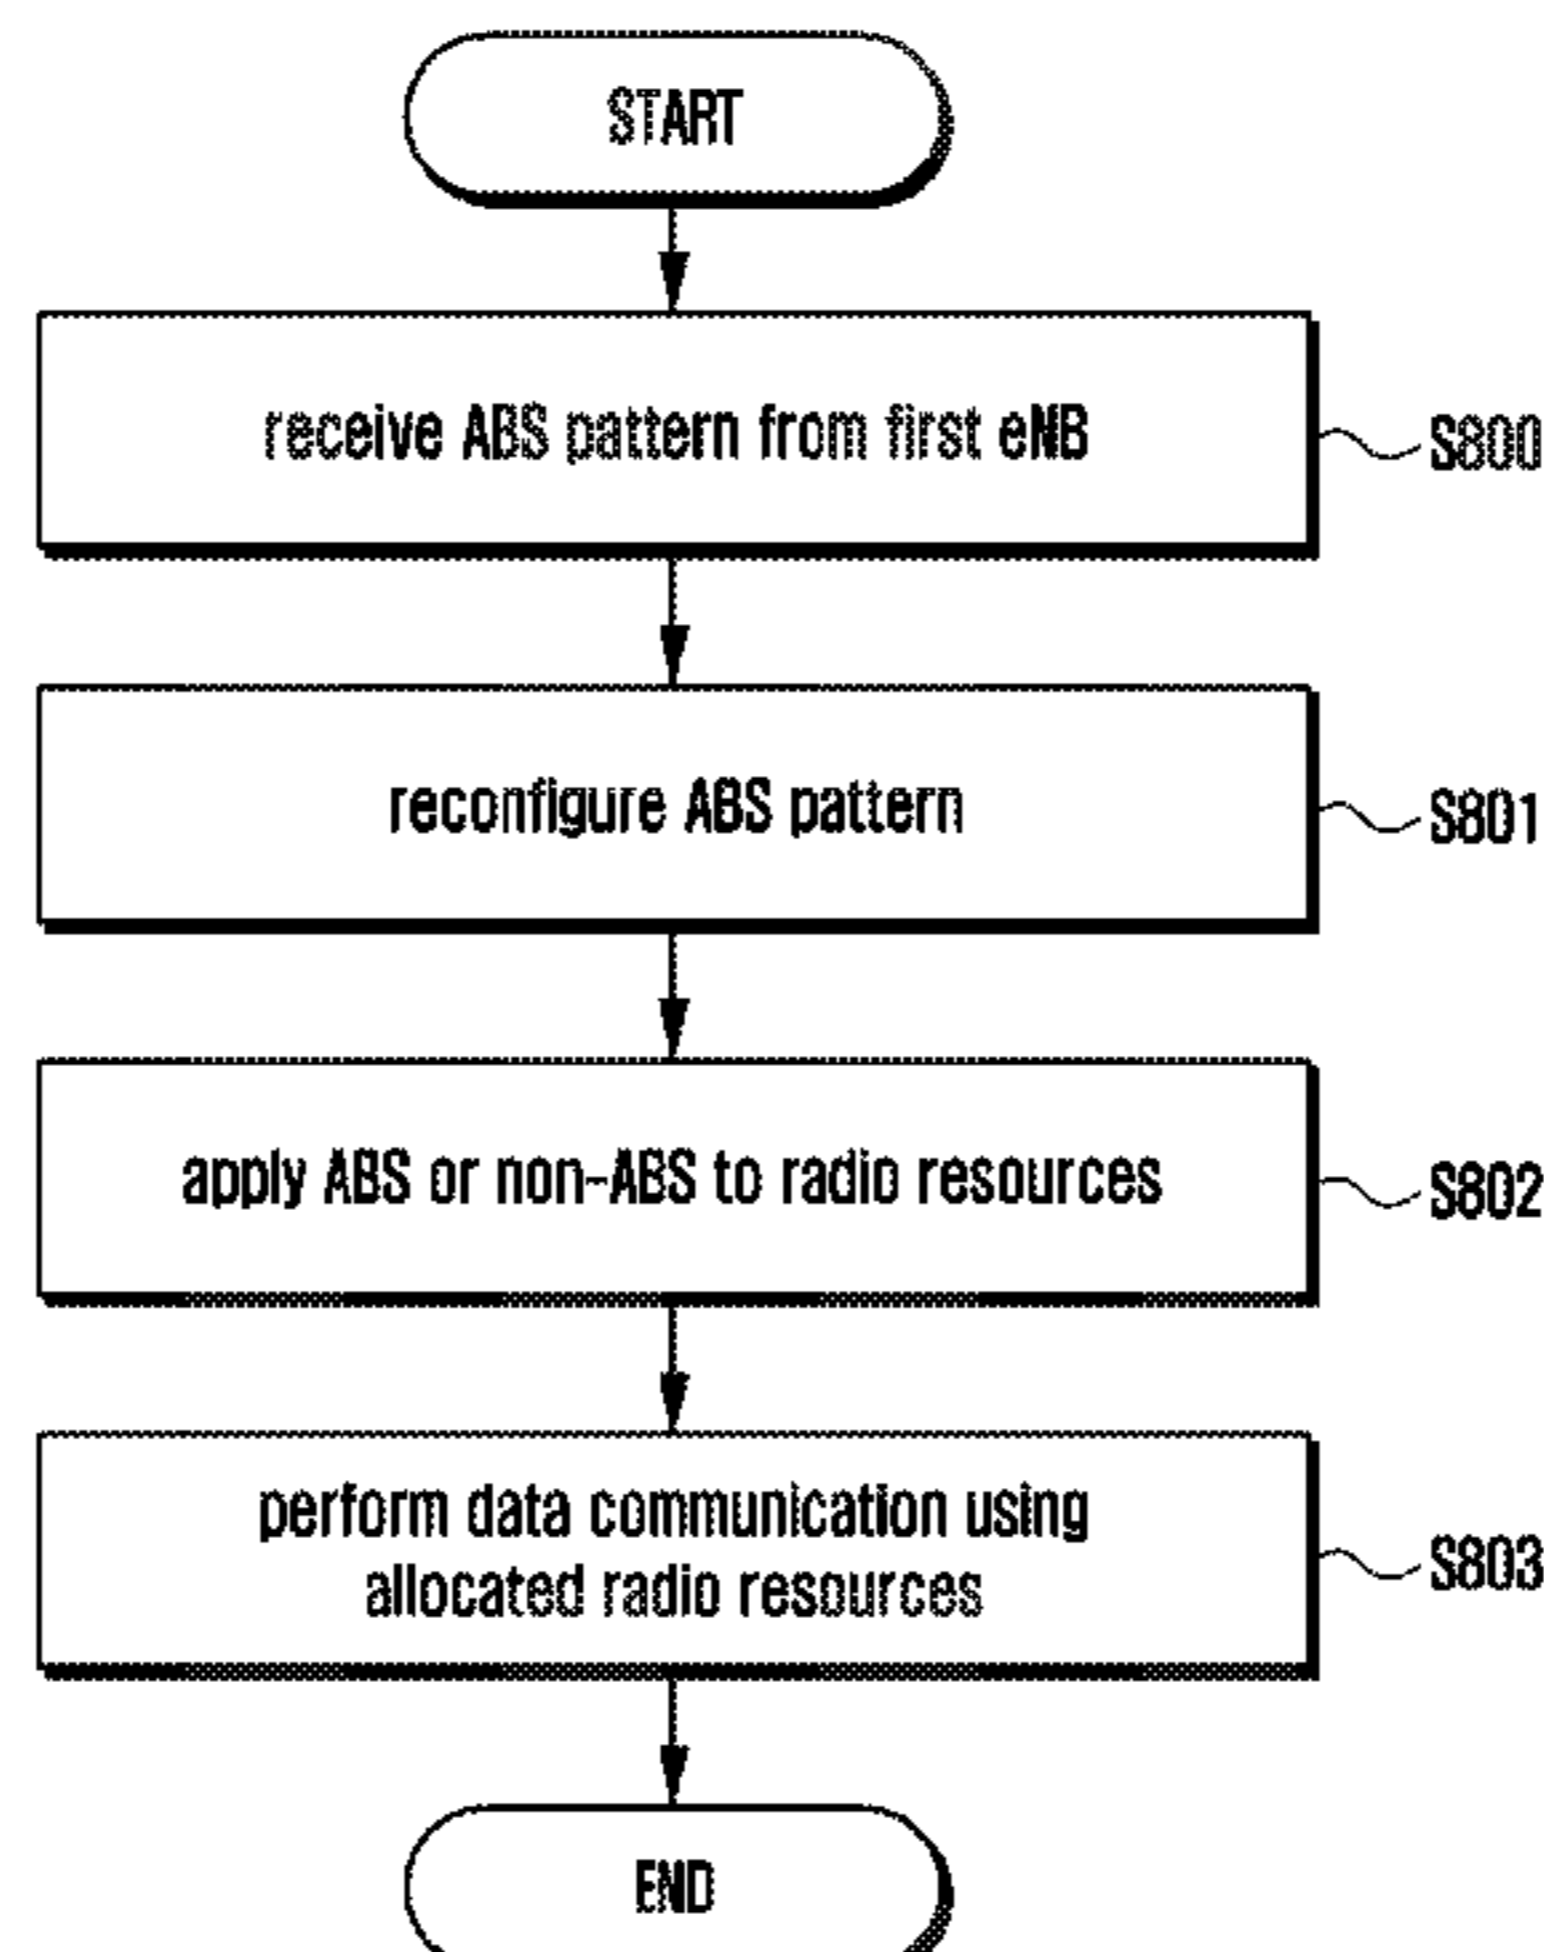 START
receive ABS pattern from first eNB
S800
reconfigure ABS pattern
S801
apply ABS or non-ABS to radio resources
S802
perform data communication using
allocated radio resources
S803
END